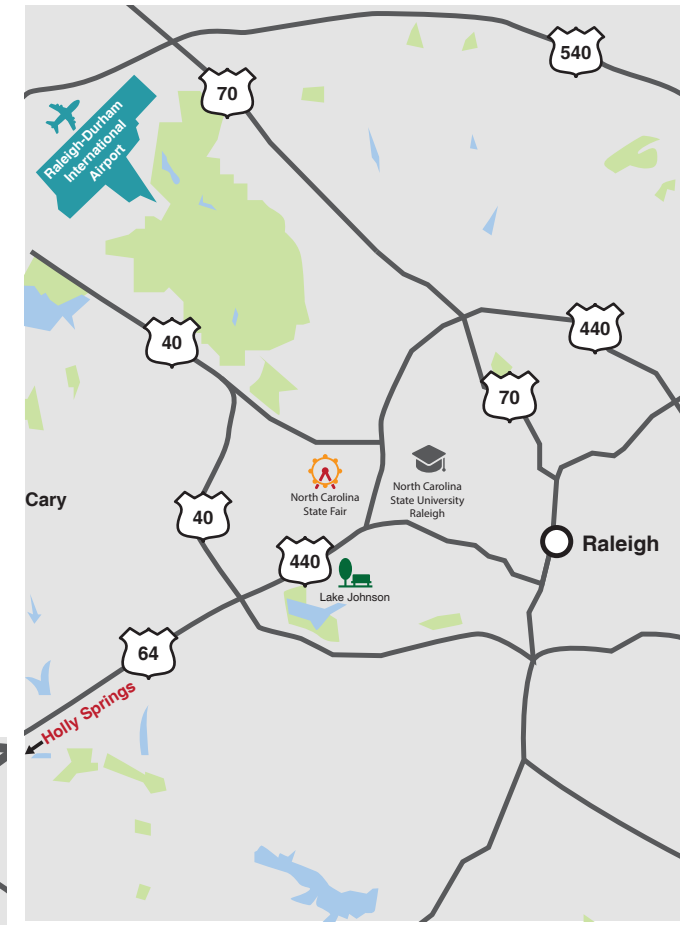 540
70
Raleigh-Durham
International
Airport
440
40
70
North Carolina
State Fair
North Carolina
State University
Raleigh
Cary
40
Raleigh
440
Lake Johnson
64
Holly Springs